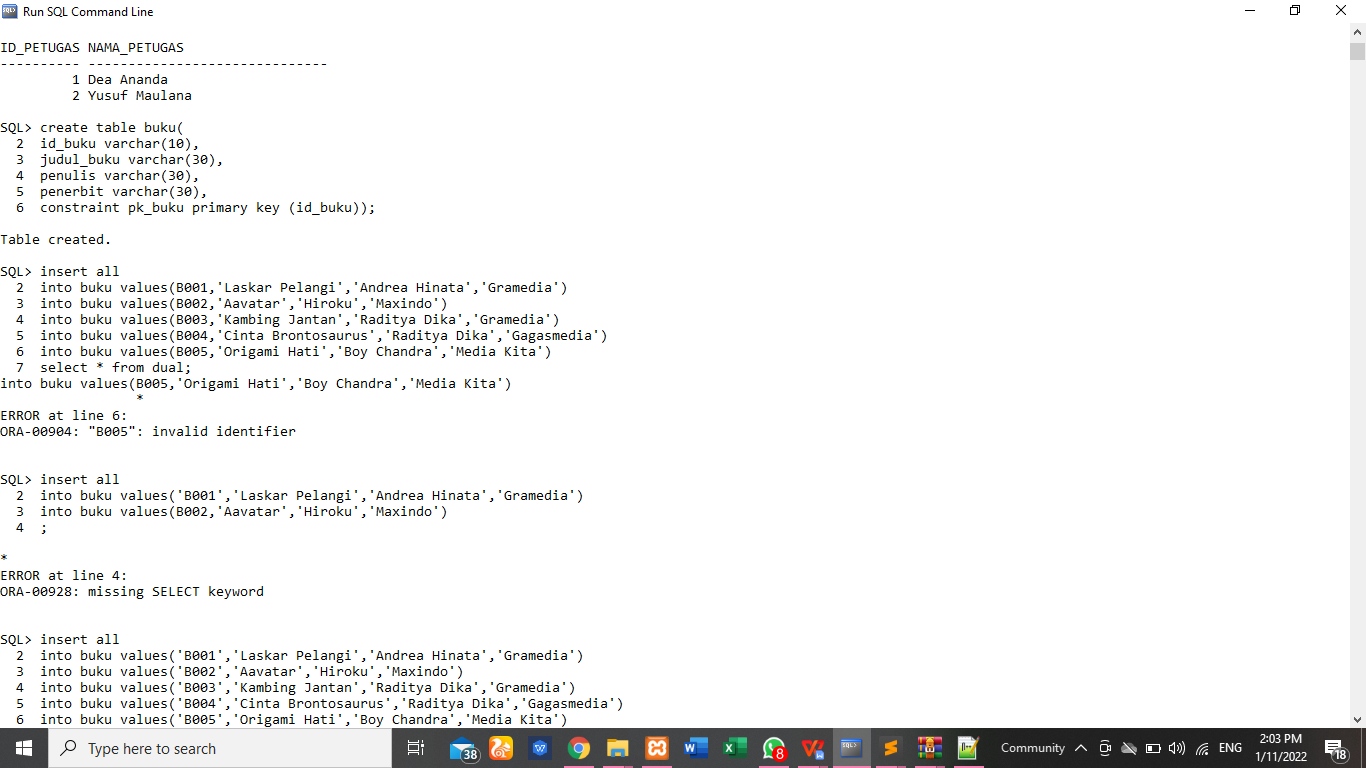 Run SQL Command Line
ID_PETUGAS NAMA_PETUGAS
---------- ------------------------------
         1 Dea Ananda
         2 Yusuf Maulana
SQL> create table buku(
  2  id_buku varchar(10),
  3  judul_buku varchar(30),
  4  penulis varchar(30),
  5  penerbit varchar(30),
  6  constraint pk_buku primary key (id_buku));
Table created.
SQL> insert all
  2  into buku values(B001,'Laskar Pelangi','Andrea Hinata','Gramedia')
  3  into buku values(B002,'Aavatar','Hiroku','Maxindo')
  4  into buku values(B003,'Kambing Jantan','Raditya Dika','Gramedia')
  5  into buku values(B004,'Cinta Brontosaurus','Raditya Dika','Gagasmedia')
  6  into buku values(B005,'Origami Hati','Boy Chandra','Media Kita')
  7  select * from dual;
into buku values(B005,'Origami Hati','Boy Chandra','Media Kita')
                 *
ERROR at line 6:
ORA-00904: "B005": invalid identifier
SQL> insert all
  2  into buku values('B001','Laskar Pelangi','Andrea Hinata','Gramedia')
  3  into buku values(B002,'Aavatar','Hiroku','Maxindo')
  4  ;
*
ERROR at line 4:
ORA-00928: missing SELECT keyword
SQL> insert all
  2  into buku values('B001','Laskar Pelangi','Andrea Hinata','Gramedia')
  3  into buku values('B002','Aavatar','Hiroku','Maxindo')
  4  into buku values('B003','Kambing Jantan','Raditya Dika','Gramedia')
  5  into buku values('B004','Cinta Brontosaurus','Raditya Dika','Gagasmedia')
  6  into buku values('B005','Origami Hati','Boy Chandra','Media Kita')
Type here to search
38
8
Community
ENG
2:03 PM
1/11/2022
18